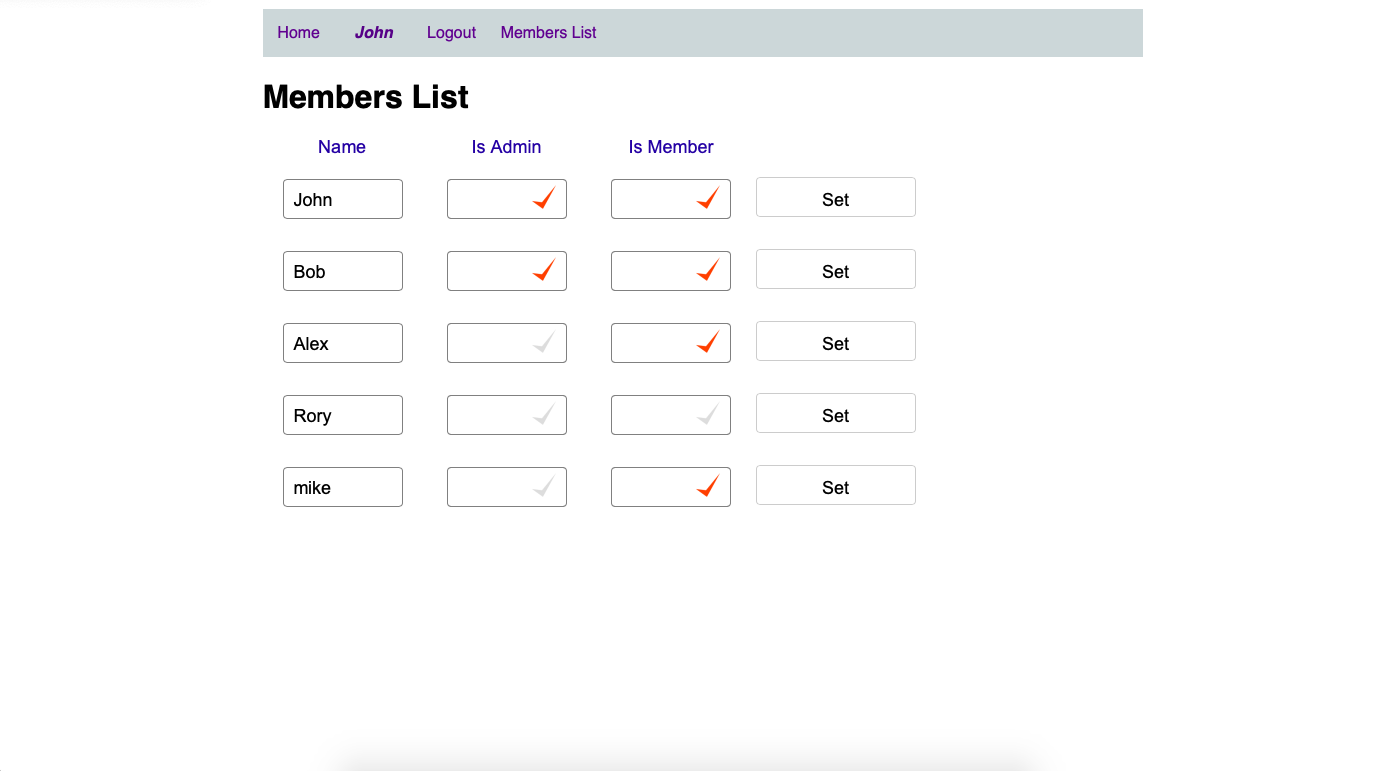 Home John Logout Members List
Members List
Name Is Admin Is Member
John Set
Bob Set
Alex Set
Rory Set
mike Set